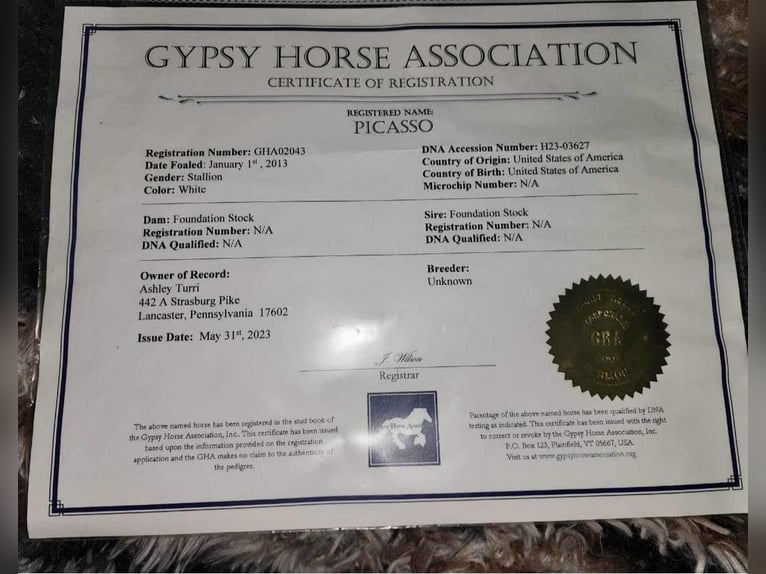 GYPSY HORSE ASSOCIATION
CERTIFICATE OF REGISTRATION
REGISTERED NAME:
PICASSO
Registration Number: GHA02043
Date Foaled: January 1st , 2013
Gender: Stallion
Color: White
DNA Accession Number: H23-03627
Country of Origin: United States of America
Country of Birth: United States of America
Microchip Number: N/A
Dam: Foundation Stock
Registration Number: N/A
DNA Qualified: N/A
Sire: Foundation Stock
Registration Number: N/A
DNA Qualified: N/A
Owner of Record:
Ashley Turri
442 A Strasburg Pike
Lancaster, Pennsylvania 17602
Breeder:
Unknown
Issue Date: May 31st, 2023
J. Wilson
Registrar
GHA
The above named horse has been registered in the stud book of
the Gypsy Horse Association, Inc. This certificate has been issued
based upon the information provided on the registration
application and the GHA makes no claim to the authenticity of
the pedigree.
Parentage of the above named horse has been qualified by DNA
testing as indicated. This certificate has been issued with the right
to correct or revoke by the Gypsy Horse Association, Inc.
P.O. Box 123, Plainfield, VT 05667, USA
Visit us at www.gypsyhorseassociation.org